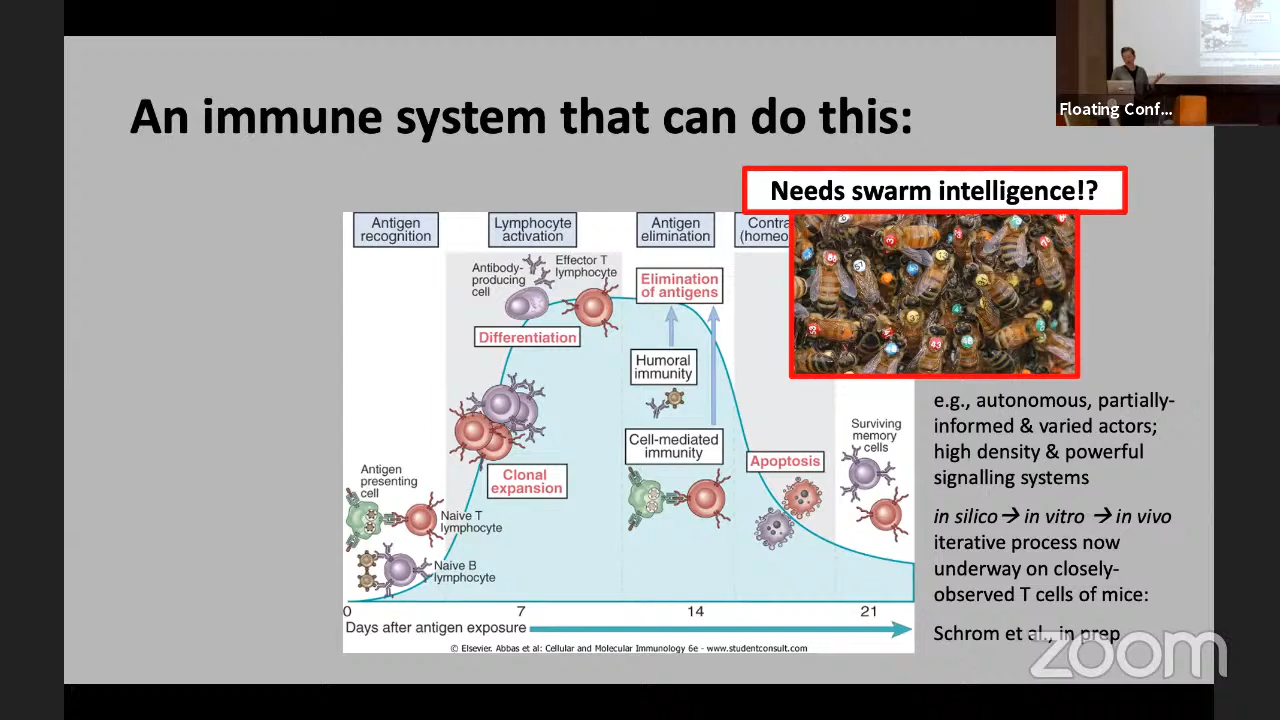 An immune system that can do this:
Floating Conf...
Needs swarm intelligence!?
Antigen
recognition
Lymphocyte
activation
Antigen
elimination
Contra
(homeo
Antibody-
producing
cell
Effector T
lymphocyte
Elimination
of antigens
Differentiation
Humoral
immunity
Cell-mediated
immunity
Clonal
expansion
Apoptosis
Surviving
memory
cells
Antigen
presenting
cell
Naive T
lymphocyte
Naive B
lymphocyte
0
7
14
21
Days after antigen exposure
© Elsevier. Abbas et al: Cellular and Molecular Immunology 6e - www.studentconsult.com
e.g., autonomous, partially-
informed & varied actors;
high density & powerful
signalling systems
in silico → in vitro → in vivo
iterative process now
underway on closely-
observed T cells of mice:
Schrom et al., in prep
zoom